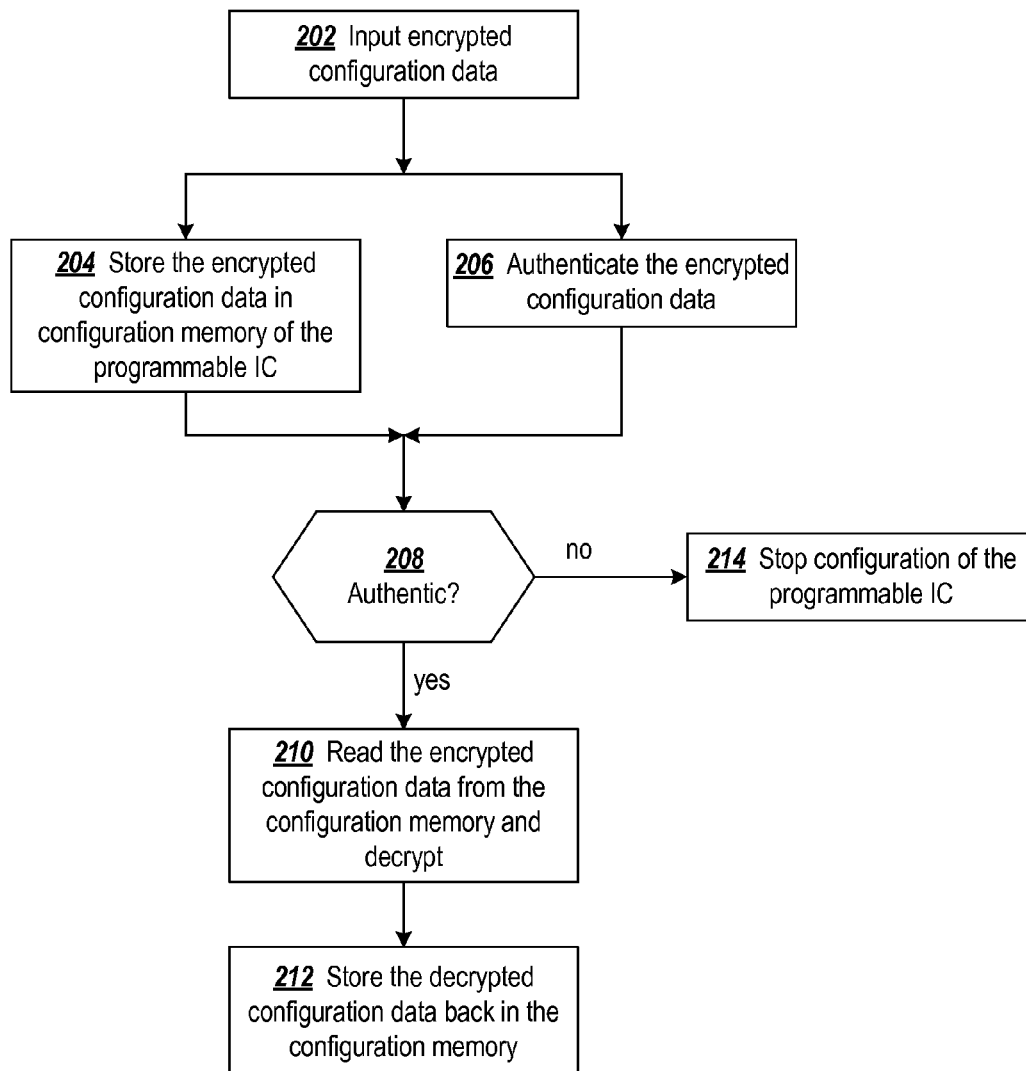 202 Input encrypted
configuration data
204 Store the encrypted
configuration data in
configuration memory of the
programmable IC
206 Authenticate the encrypted
configuration data
208
Authentic?
no
214 Stop configuration of the
programmable IC
yes
210 Read the encrypted
configuration data from the
configuration memory and
decrypt
212 Store the decrypted
configuration data back in the
configuration memory